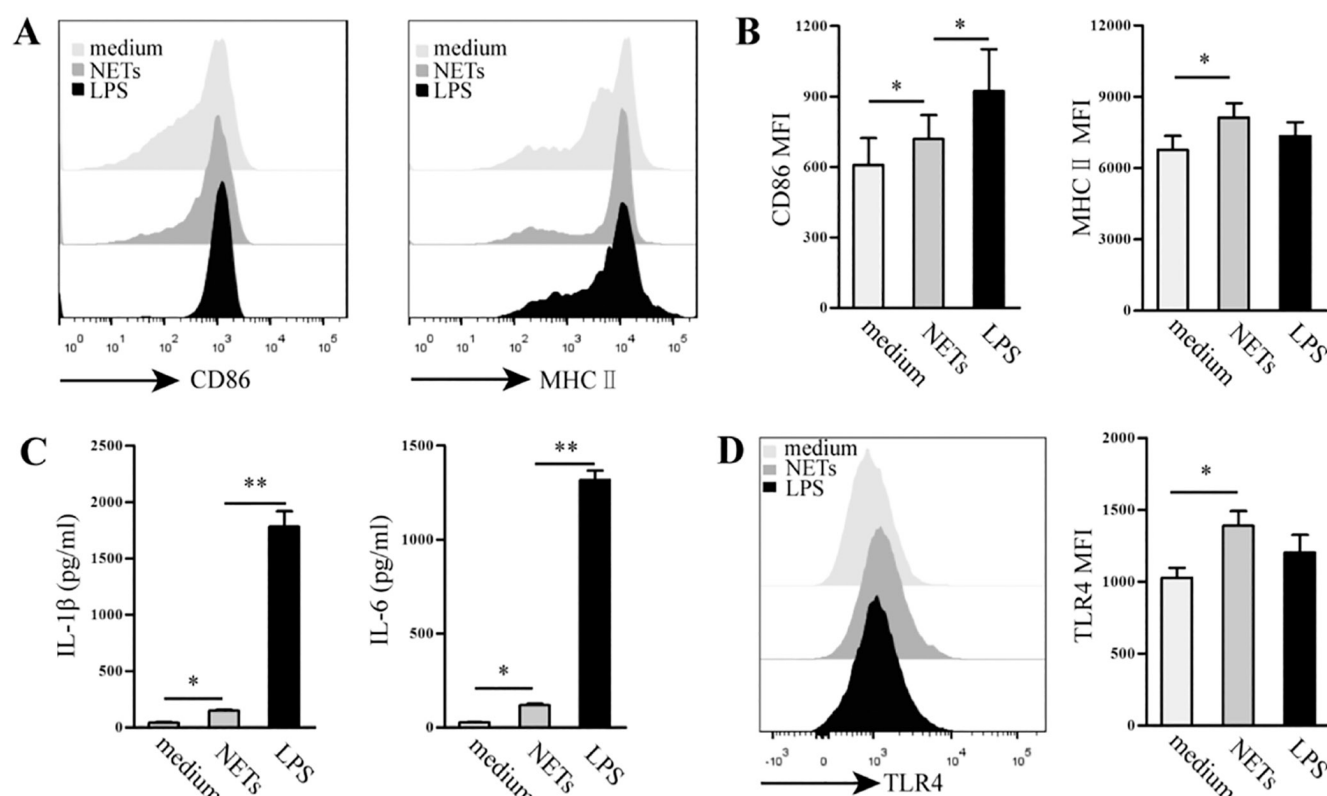 A
medium
NETs
LPS
10^0 10^1 10^2 10^3 10^4 10^5
CD86
medium
NETs
LPS
10^0 10^1 10^2 10^3 10^4 10^5
MHC Ⅱ
B
CD86 MFI
1200
900
600
300
0
*
*
medium
NETs
LPS
MHC Ⅱ MFI
12000
9000
6000
3000
0
*
medium
NETs
LPS
C
IL-1β (pg/ml)
2500
2000
1500
1000
500
0
*
**
medium
NETs
LPS
IL-6 (pg/ml)
1500
1000
500
0
*
**
medium
NETs
LPS
D
medium
NETs
LPS
-10^3 0 10^3 10^4 10^5
TLR4
TLR4 MFI
2000
1500
1000
500
0
*
medium
NETs
LPS